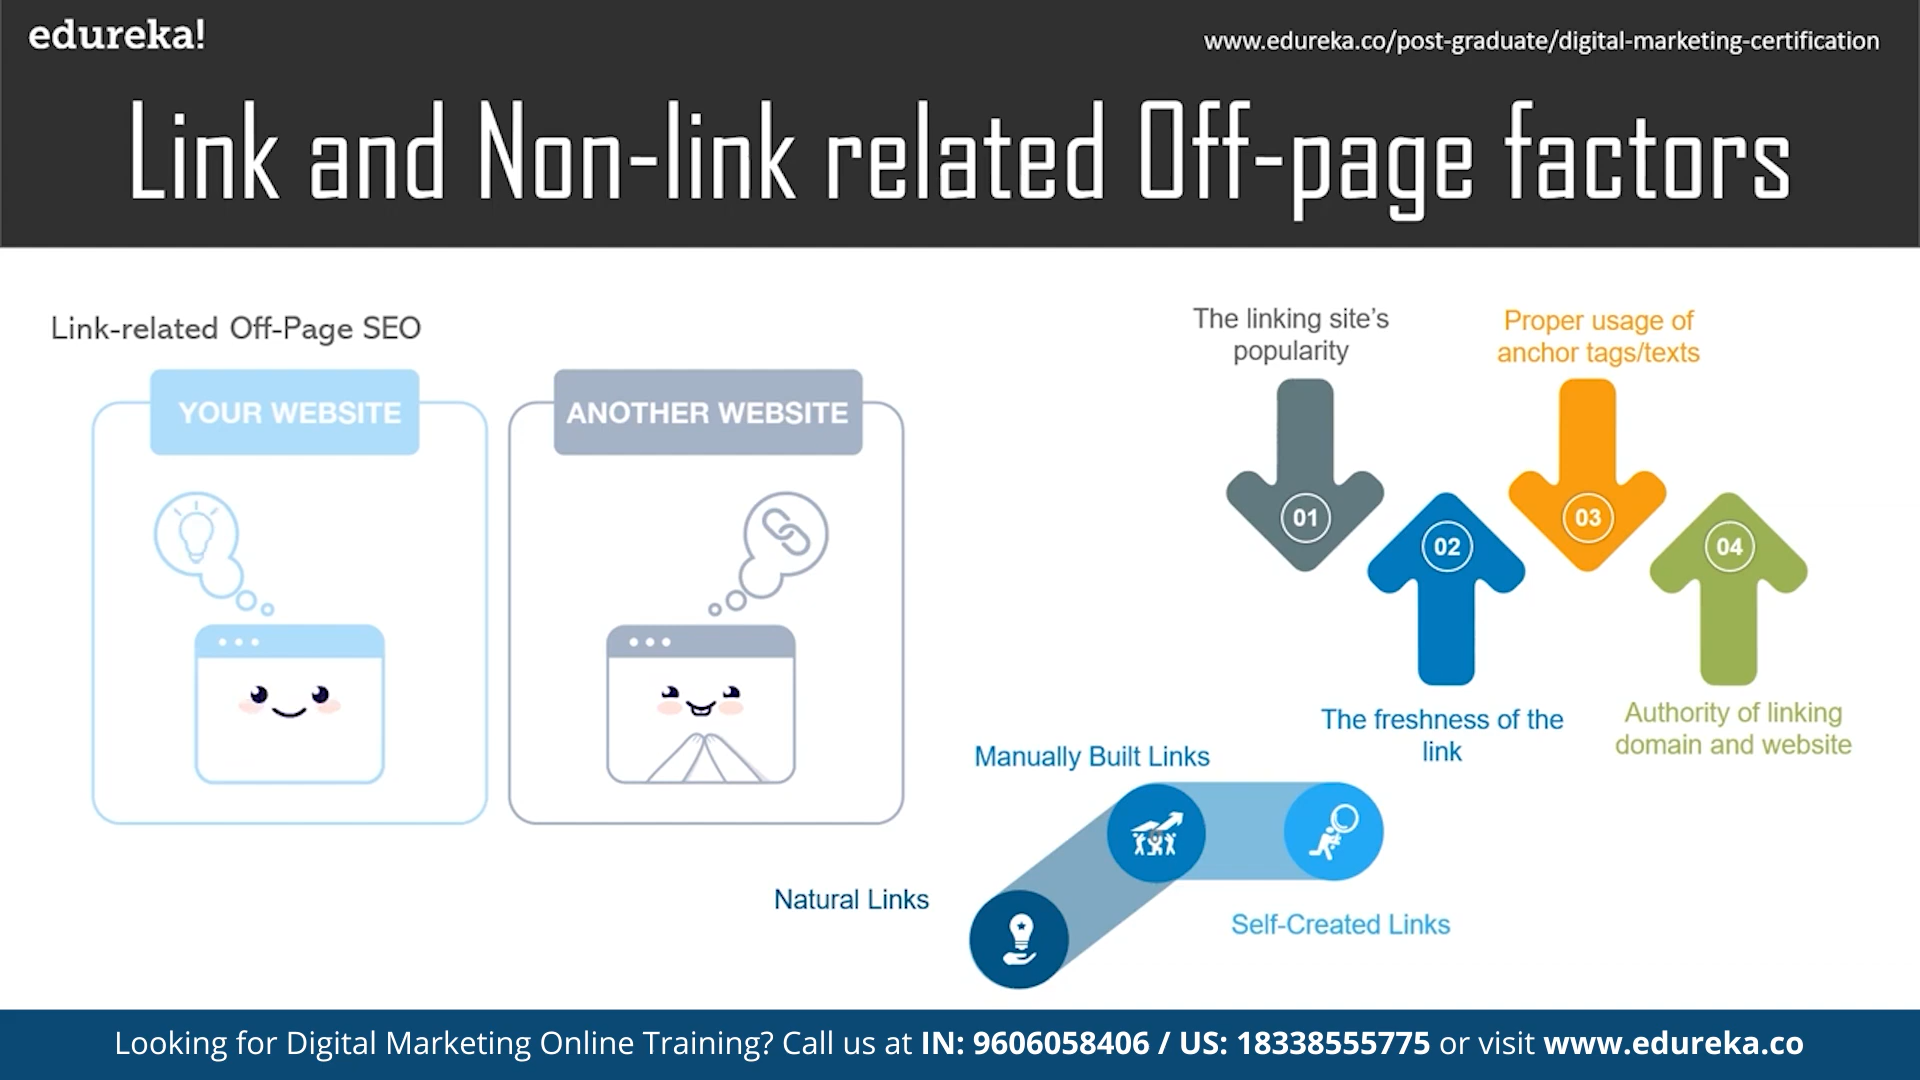 edureka!
www.edureka.co/post-graduate/digital-marketing-certification
Link and Non-link related Off-page factors
Link-related Off-Page SEO
YOUR WEBSITE
ANOTHER WEBSITE
The linking site's
popularity
Proper usage of
anchor tags/texts
01
02
03
04
The freshness of the
link
Authority of linking
domain and website
Manually Built Links
Natural Links
Self-Created Links
Looking for Digital Marketing Online Training? Call us at IN: 9606058406 / US: 18338555775 or visit www.edureka.co